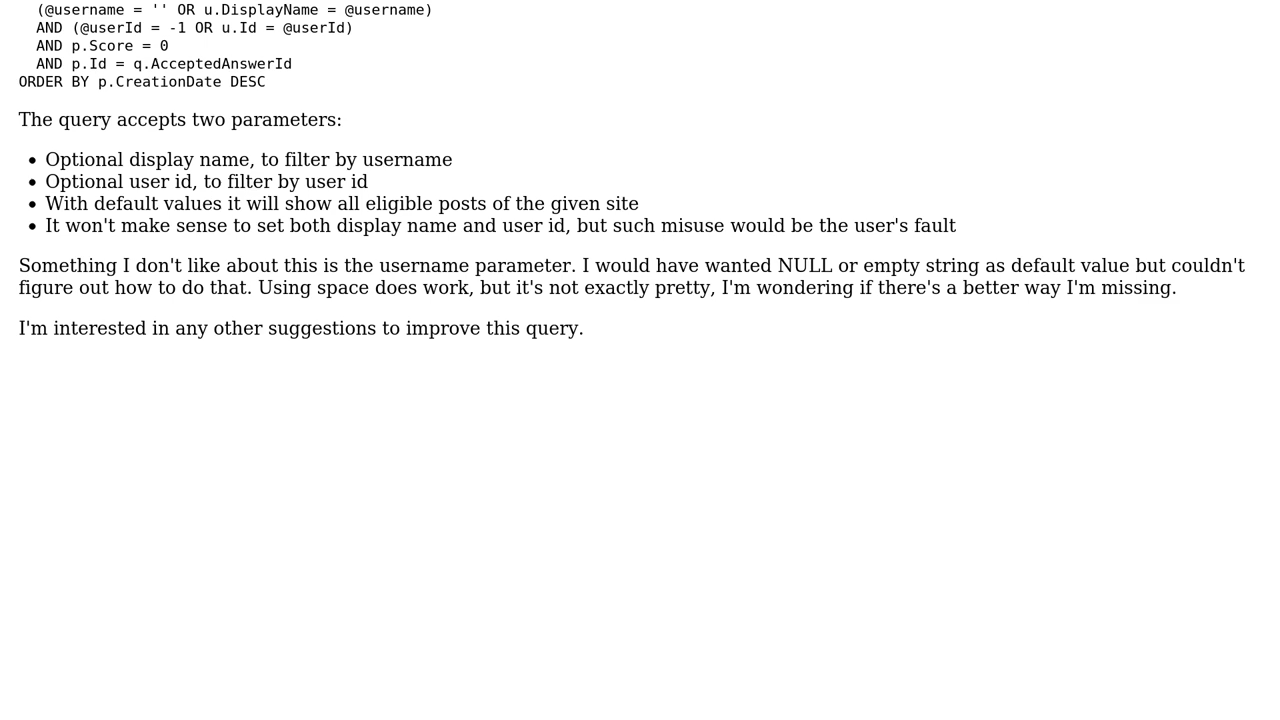 (@username = '' OR u.DisplayName = @username)
AND (@userId = -1 OR u.Id = @userId)
AND p.Score = 0
AND p.Id = q.AcceptedAnswerId
ORDER BY p.CreationDate DESC
The query accepts two parameters:
• Optional display name, to filter by username
• Optional user id, to filter by user id
• With default values it will show all eligible posts of the given site
• It won't make sense to set both display name and user id, but such misuse would be the user's fault
Something I don't like about this is the username parameter. I would have wanted NULL or empty string as default value but couldn't
figure out how to do that. Using space does work, but it's not exactly pretty, I'm wondering if there's a better way I'm missing.
I'm interested in any other suggestions to improve this query.